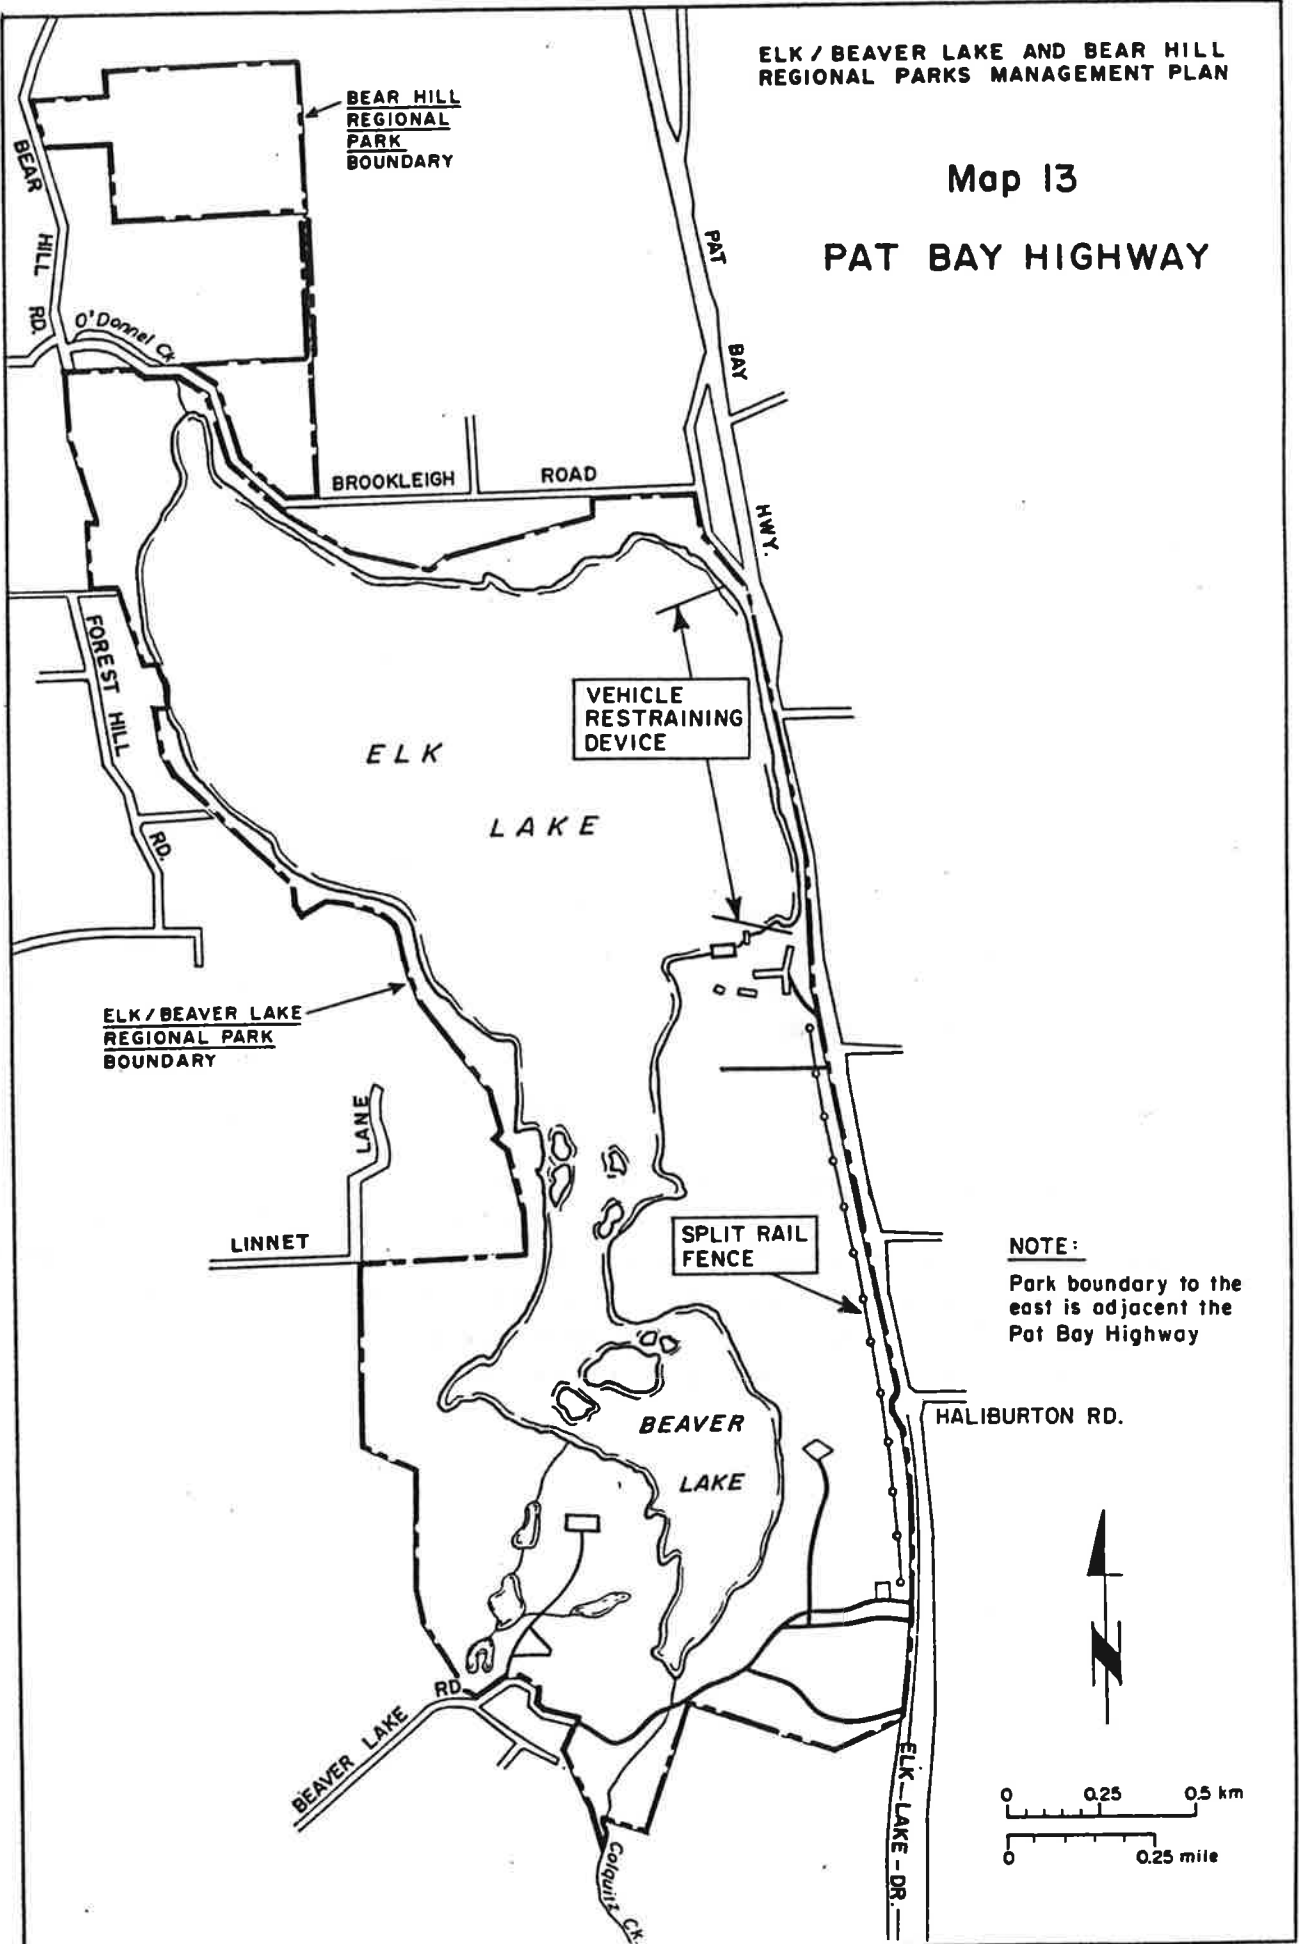 ELK / BEAVER LAKE AND BEAR HILL
REGIONAL PARKS MANAGEMENT PLAN
Map 13
PAT BAY HIGHWAY
BEAR HILL
REGIONAL
PARK
BOUNDARY
BEAR HILL RD.
O'Donnel Ck
PAT BAY HWY.
BROOKLEIGH ROAD
FOREST HILL RD.
VEHICLE
RESTRAINING
DEVICE
ELK
LAKE
ELK / BEAVER LAKE
REGIONAL PARK
BOUNDARY
LINNET LANE
SPLIT RAIL
FENCE
NOTE:
Park boundary to the
east is adjacent the
Pat Bay Highway
HALIBURTON RD.
BEAVER
LAKE
BEAVER LAKE RD
ELK-LAKE-DR.
Colquitz CK.
N
0 0.25 0.5 km
0 0.25 mile